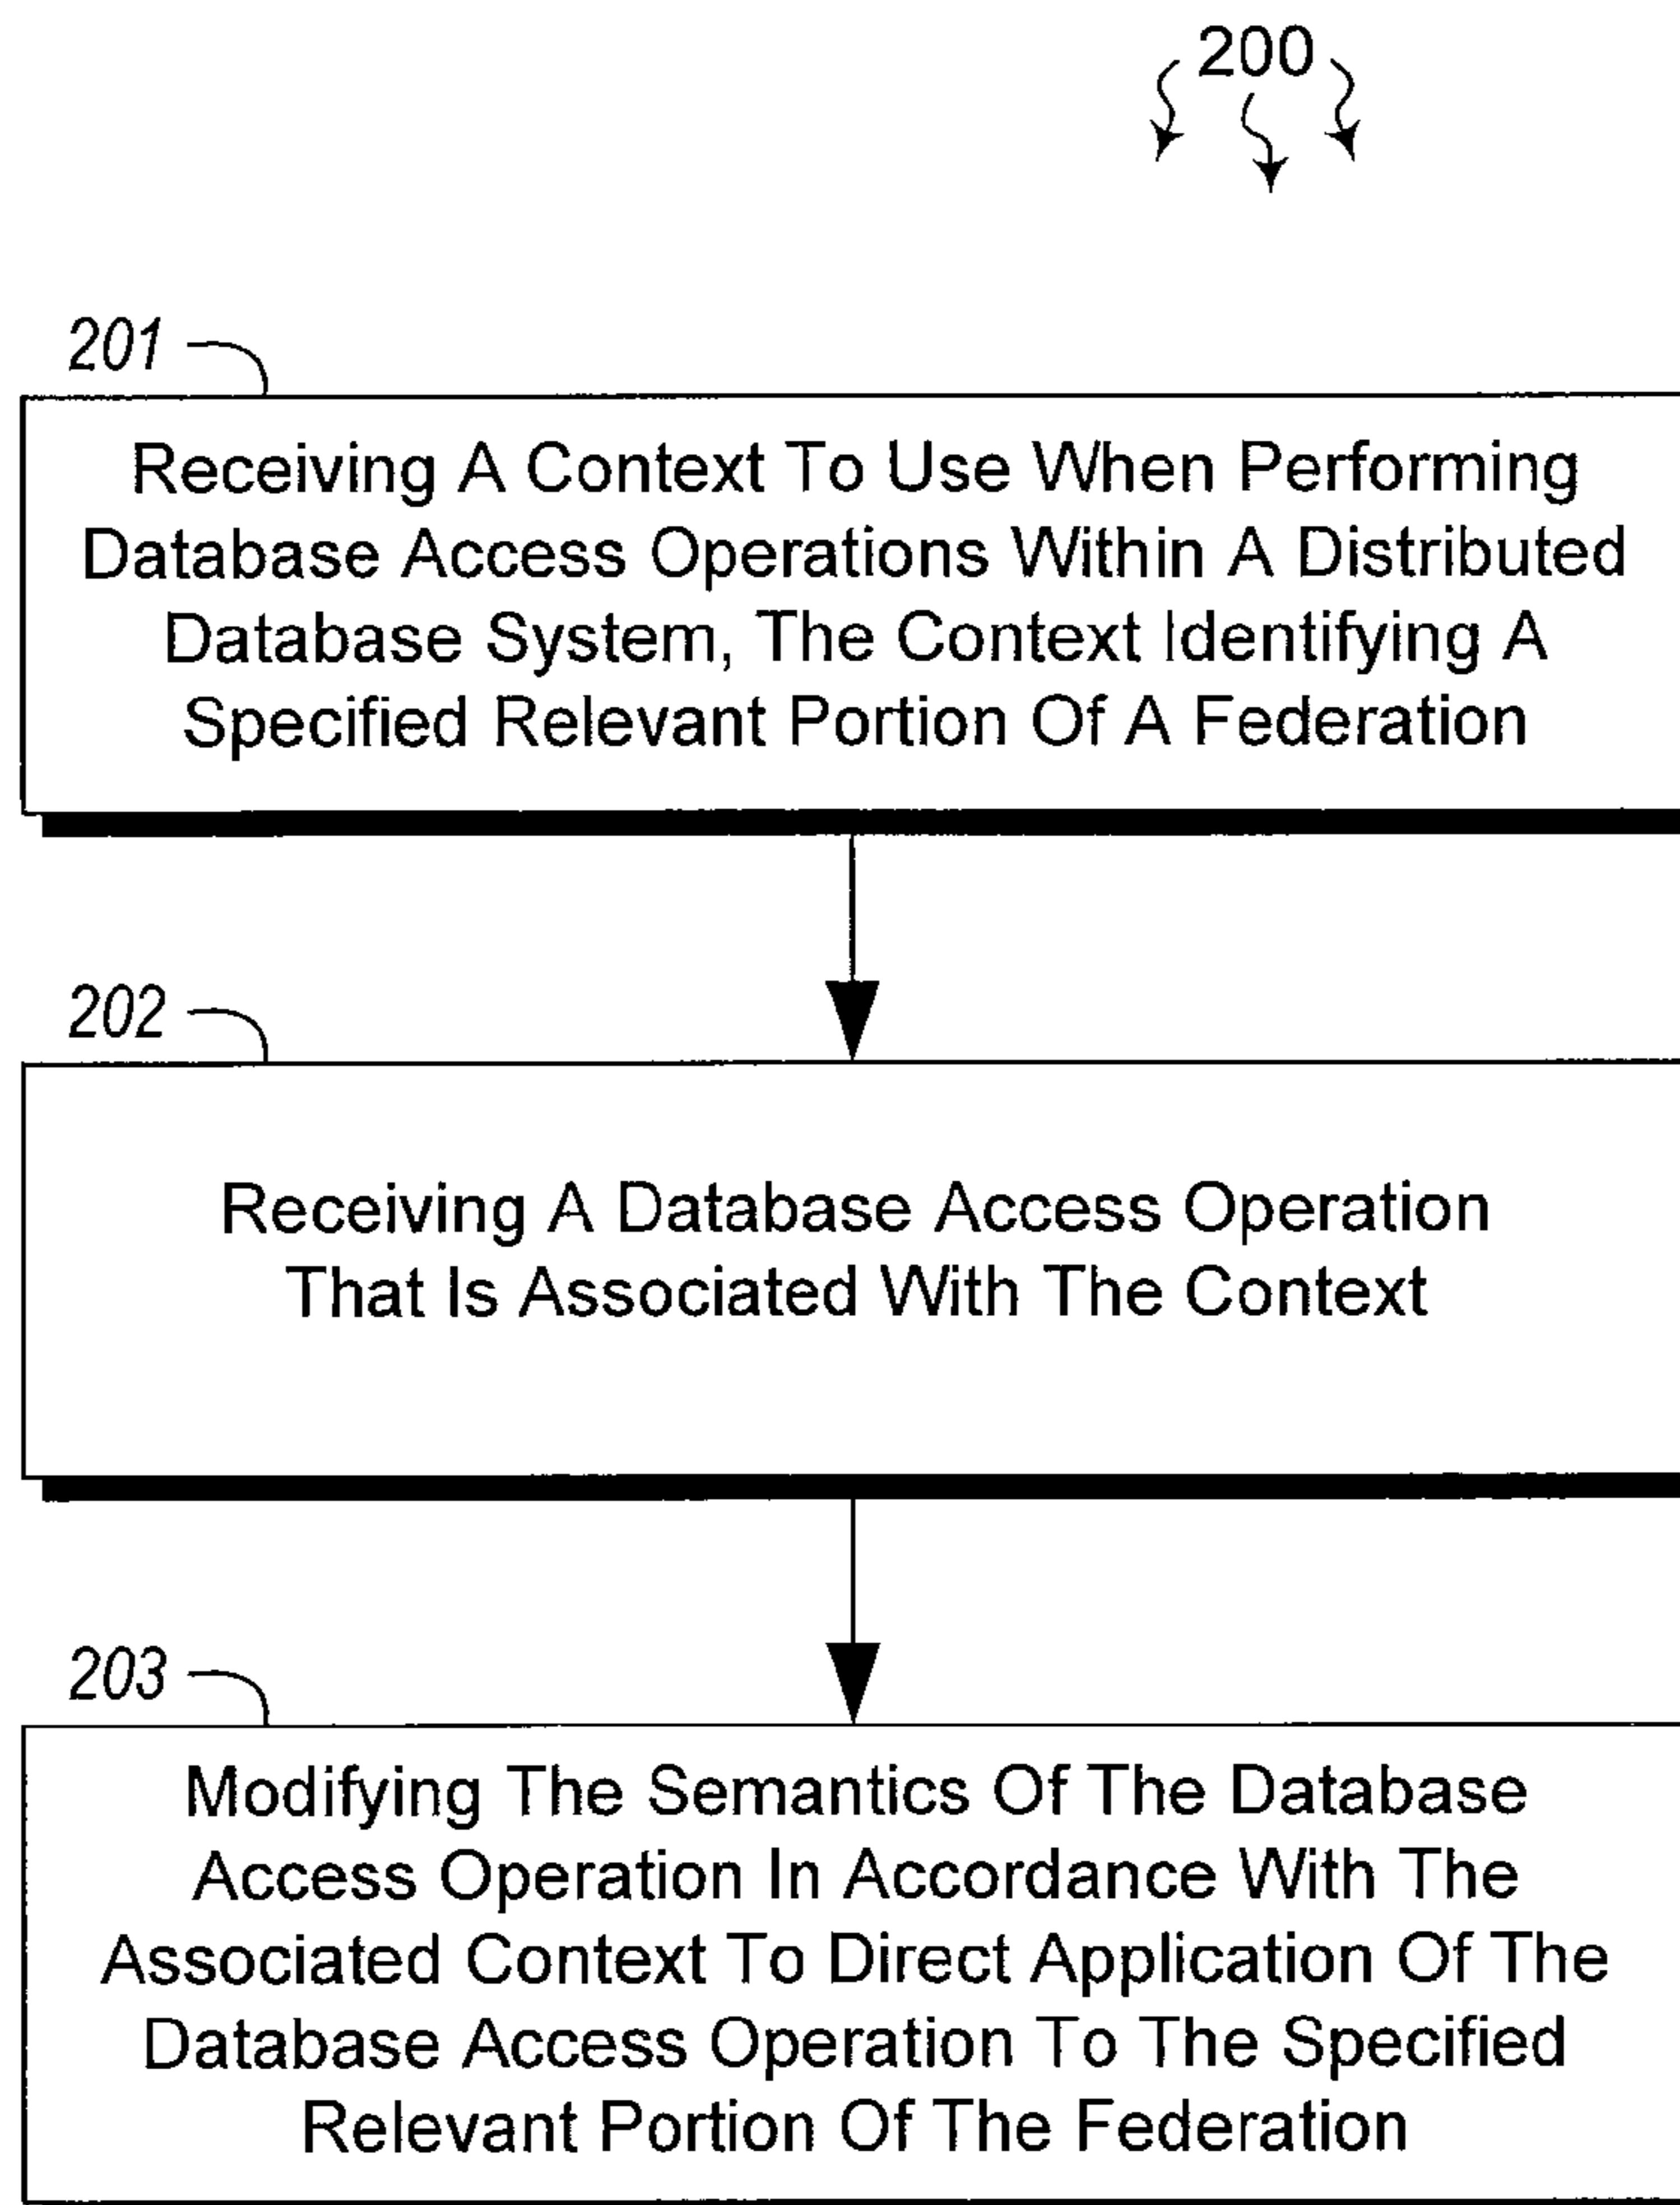 200
201
Receiving A Context To Use When Performing
Database Access Operations Within A Distributed
Database System, The Context Identifying A
Specified Relevant Portion Of A Federation
202
Receiving A Database Access Operation
That Is Associated With The Context
203
Modifying The Semantics Of The Database
Access Operation In Accordance With The
Associated Context To Direct Application Of The
Database Access Operation To The Specified
Relevant Portion Of The Federation